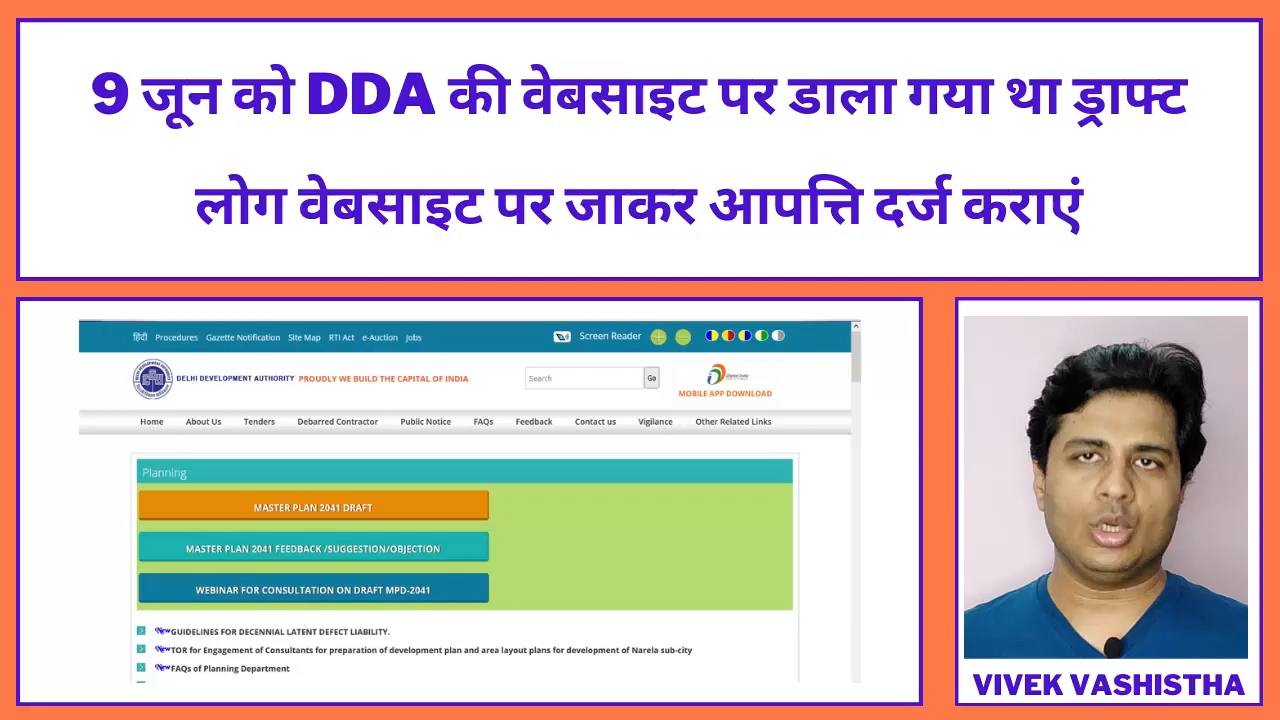 9 जून को DDA की वेबसाइट पर डाला गया था ड्राफ्ट
लोग वेबसाइट पर जाकर आपत्ति दर्ज कराएं
हिंदी Procedures Gazette Notification Site Map RTI Act e-Auction Jobs Screen Reader
DELHI DEVELOPMENT AUTHORITY PROUDLY WE BUILD THE CAPITAL OF INDIA Search Go
MOBILE APP DOWNLOAD
Home About Us Tenders Debarred Contractor Public Notice FAQs Feedback Contact us Vigilance Other Related Links
Planning
MASTER PLAN 2041 DRAFT
MASTER PLAN 2041 FEEDBACK /SUGGESTION/OBJECTION
WEBINAR FOR CONSULTATION ON DRAFT MPD-2041
New GUIDELINES FOR DECENNIAL LATENT DEFECT LIABILITY.
New TOR for Engagement of Consultants for preparation of development plan and area layout plans for development of Narela sub-city
New FAQs of Planning Department
VIVEK VASHISTHA